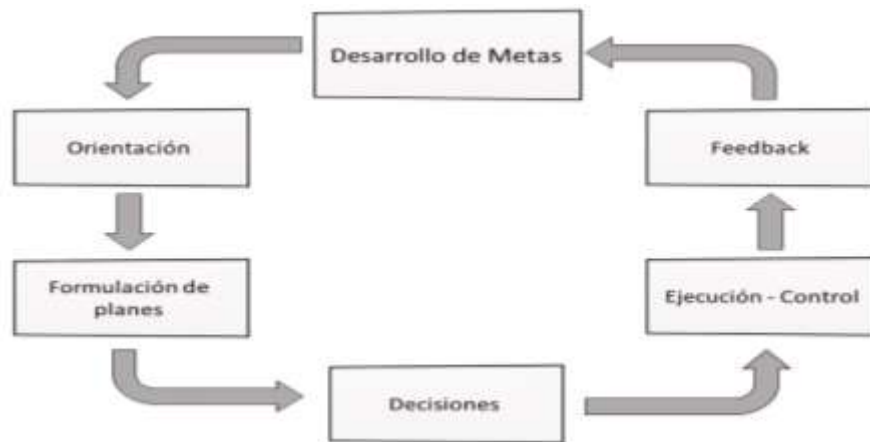 Desarrollo de Metas
Orientación
Feedback
Formulación de
planes
Ejecución - Control
Decisiones